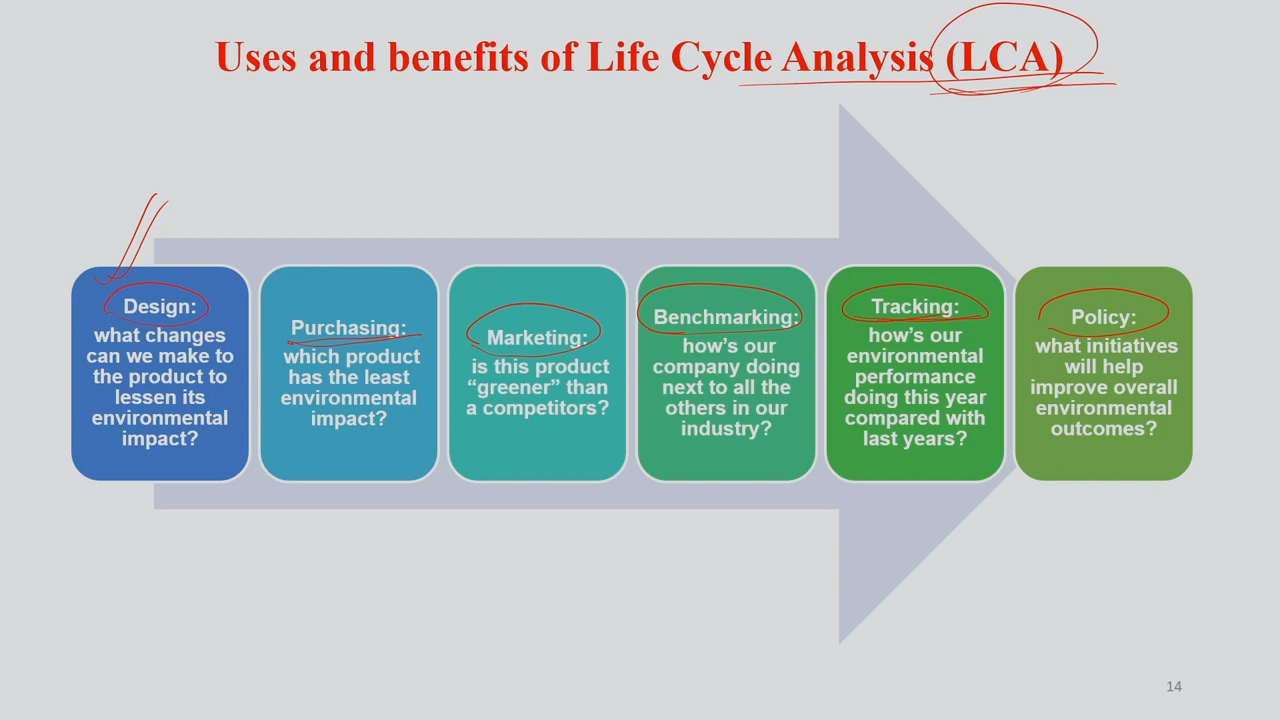 Uses and benefits of Life Cycle Analysis (LCA)
Design:
what changes
can we make to
the product to
lessen its
environmental
impact?
Purchasing:
which product
has the least
environmental
impact?
Marketing:
is this product
“greener” than
a competitors?
Benchmarking:
how’s our
company doing
next to all the
others in our
industry?
Tracking:
how’s our
environmental
performance
doing this year
compared with
last years?
Policy:
what initiatives
will help
improve overall
environmental
outcomes?
14